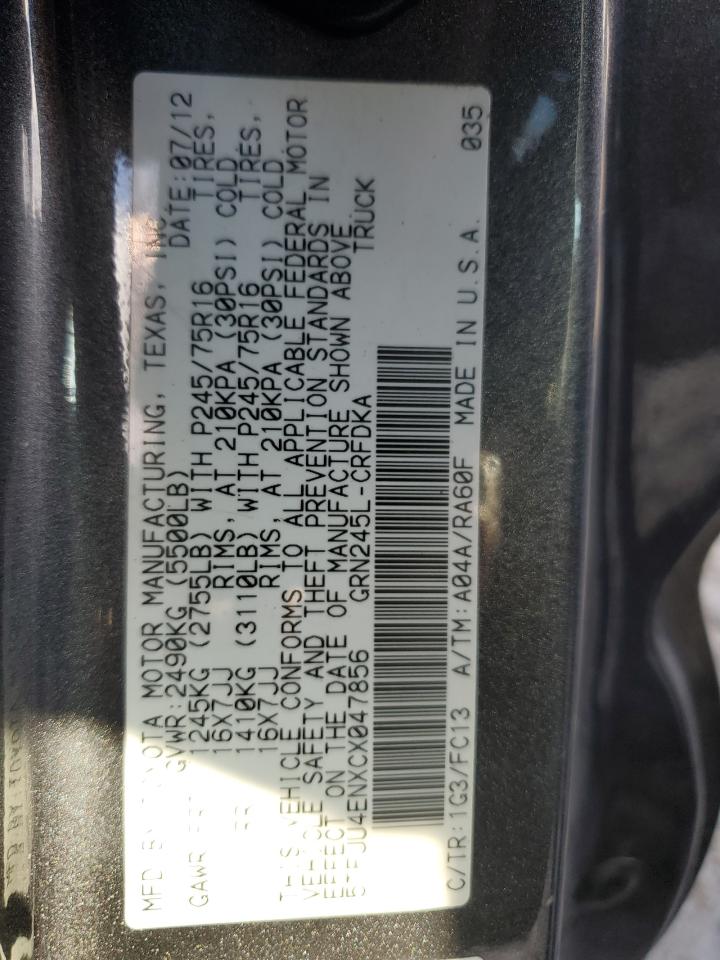 MFD BY TOYOTA MOTOR MANUFACTURING, TEXAS, INC
GVWR:2490KG (5500LB) DATE:07/12
GAWR FRT 1245KG (2755LB) WITH P245/75R16 TIRES,
16X7JJ RIMS, AT 210KPA (30PSI) COLD
RR 1410KG (3110LB) WITH P245/75R16 TIRES,
16X7JJ RIMS, AT 210KPA (30PSI) COLD
THIS VEHICLE CONFORMS TO ALL APPLICABLE FEDERAL MOTOR
VEHICLE SAFETY AND THEFT PREVENTION STANDARDS IN
EFFECT ON THE DATE OF MANUFACTURE SHOWN ABOVE.
5TFJU4ENXCX047856 GRN245L-CRFDKA TRUCK
C/TR:1G3/FC13 A/TM:A04A/RA60F MADE IN U.S.A. 035